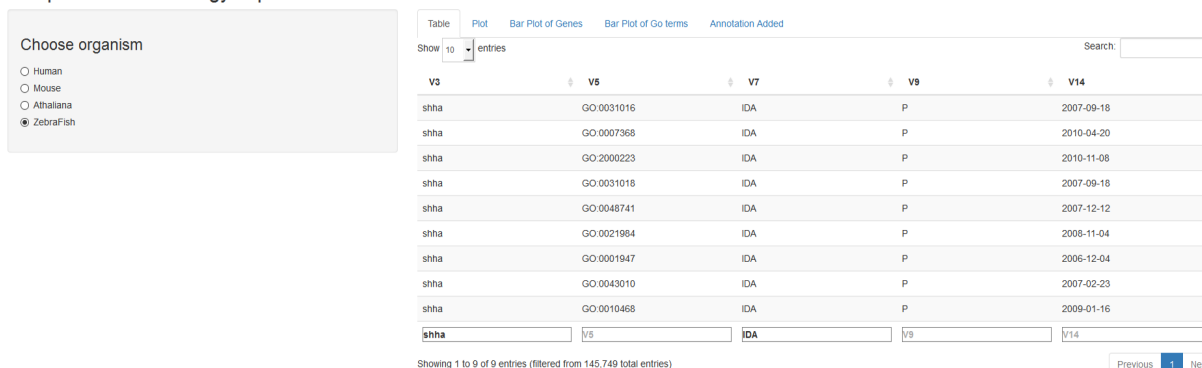 Choose organism
Human
Mouse
Athaliana
ZebraFish
Table Plot Bar Plot of Genes Bar Plot of Go terms Annotation Added
Show 10 entries Search:
V3 V5 V7 V9 V14
shha GO:0031016 IDA P 2007-09-18
shha GO:0007368 IDA P 2010-04-20
shha GO:2000223 IDA P 2010-11-08
shha GO:0031018 IDA P 2007-09-18
shha GO:0048741 IDA P 2007-12-12
shha GO:0021984 IDA P 2008-11-04
shha GO:0001947 IDA P 2006-12-04
shha GO:0043010 IDA P 2007-02-23
shha GO:0010468 IDA P 2009-01-16
shha V5 IDA V9 V14
Showing 1 to 9 of 9 entries (filtered from 145,749 total entries) Previous 1 Ne